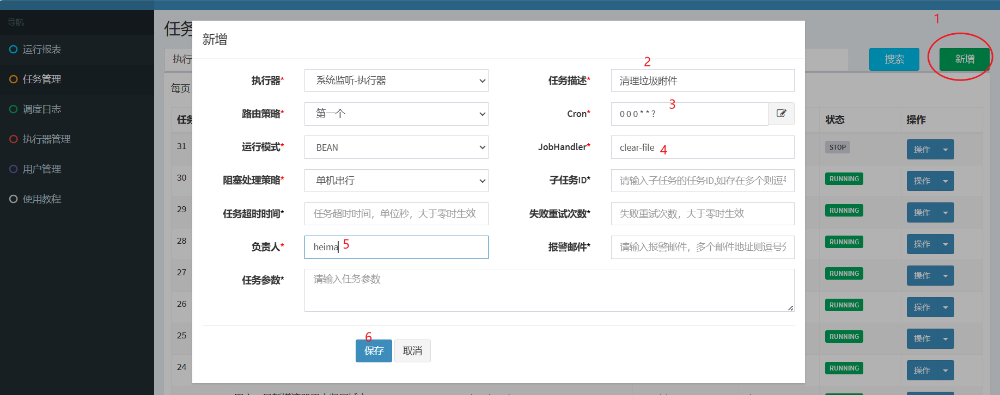 导航
运行报表
任务管理
调度日志
执行器管理
用户管理
使用教程
任务
执行
搜索
新增
1
每页
任务
状态
操作
31
STOP
操作
30
RUNNING
操作
29
RUNNING
操作
28
RUNNING
操作
27
RUNNING
操作
26
RUNNING
操作
25
RUNNING
操作
24
RUNNING
操作
新增
执行器*
系统监听-执行器
任务描述*
清理垃圾附件
2
路由策略*
第一个
Cron*
0 0 0 * * ?
3
运行模式*
BEAN
JobHandler*
clear-file
4
阻塞处理策略*
单机串行
子任务ID*
请输入子任务的任务ID,如存在多个则逗号
任务超时时间*
任务超时时间，单位秒，大于零时生效
失败重试次数*
失败重试次数，大于零时生效
负责人*
heima
5
报警邮件*
请输入报警邮件，多个邮件地址则逗号分
任务参数*
请输入任务参数
6
保存
取消